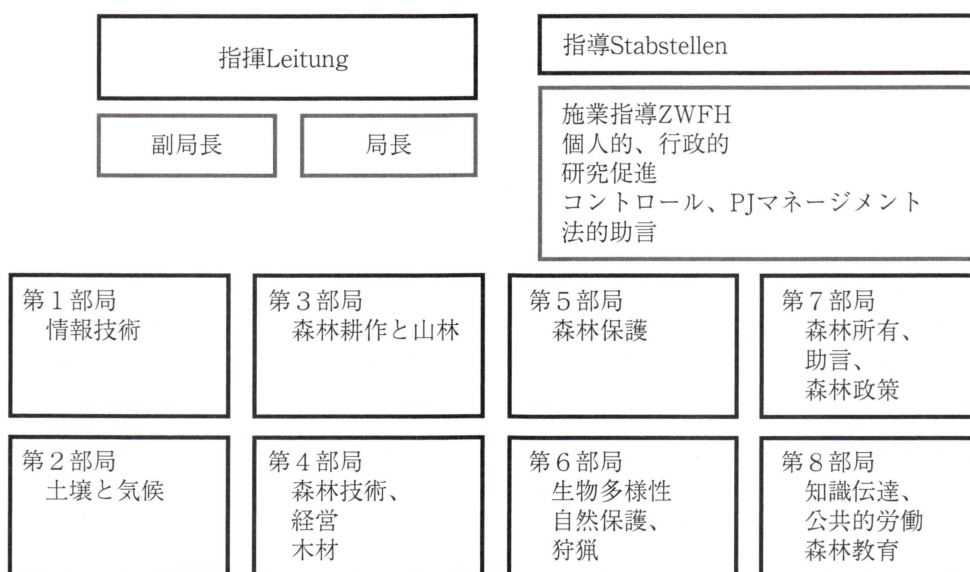 指揮Leitung
副局長
局長
指導Stabstellen
施業指導ZWFH
個人的、行政的
研究促進
コントロール、PJマネージメント
法的助言
第1部局
情報技術
第3部局
森林耕作と山林
第5部局
森林保護
第7部局
森林所有、
助言、
森林政策
第2部局
土壌と気候
第4部局
森林技術、
経営
木材
第6部局
生物多様性
自然保護、
狩猟
第8部局
知識伝達、
公共的労働
森林教育